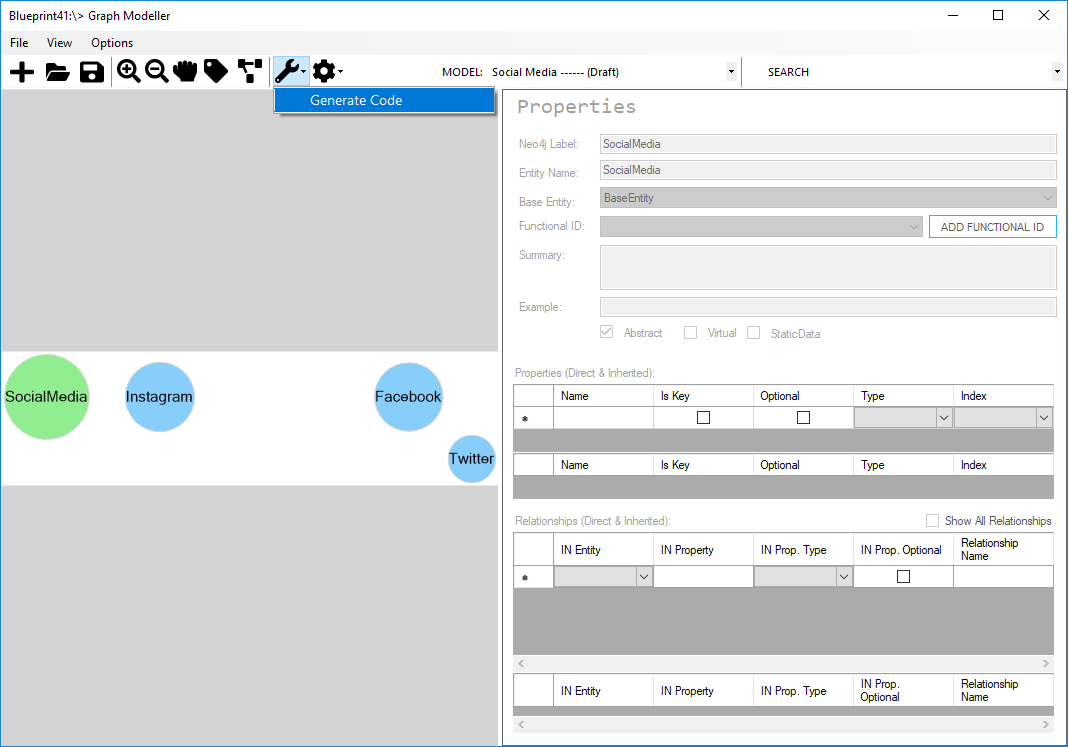 Blueprint41:\> Graph Modeller
File View Options
MODEL: Social Media ------ (Draft) SEARCH
Generate Code
Properties
Neo4j Label: SocialMedia
Entity Name: SocialMedia
Base Entity: BaseEntity
Functional ID: ADD FUNCTIONAL ID
Summary:
Example:
Abstract Virtual StaticData
SocialMedia Instagram Facebook
Twitter
Properties (Direct & Inherited):
Name Is Key Optional Type Index
Name Is Key Optional Type Index
Relationships (Direct & Inherited): Show All Relationships
IN Entity IN Property IN Prop. Type IN Prop. Optional Relationship Name
IN Entity IN Property IN Prop. Type IN Prop. Optional Relationship Name